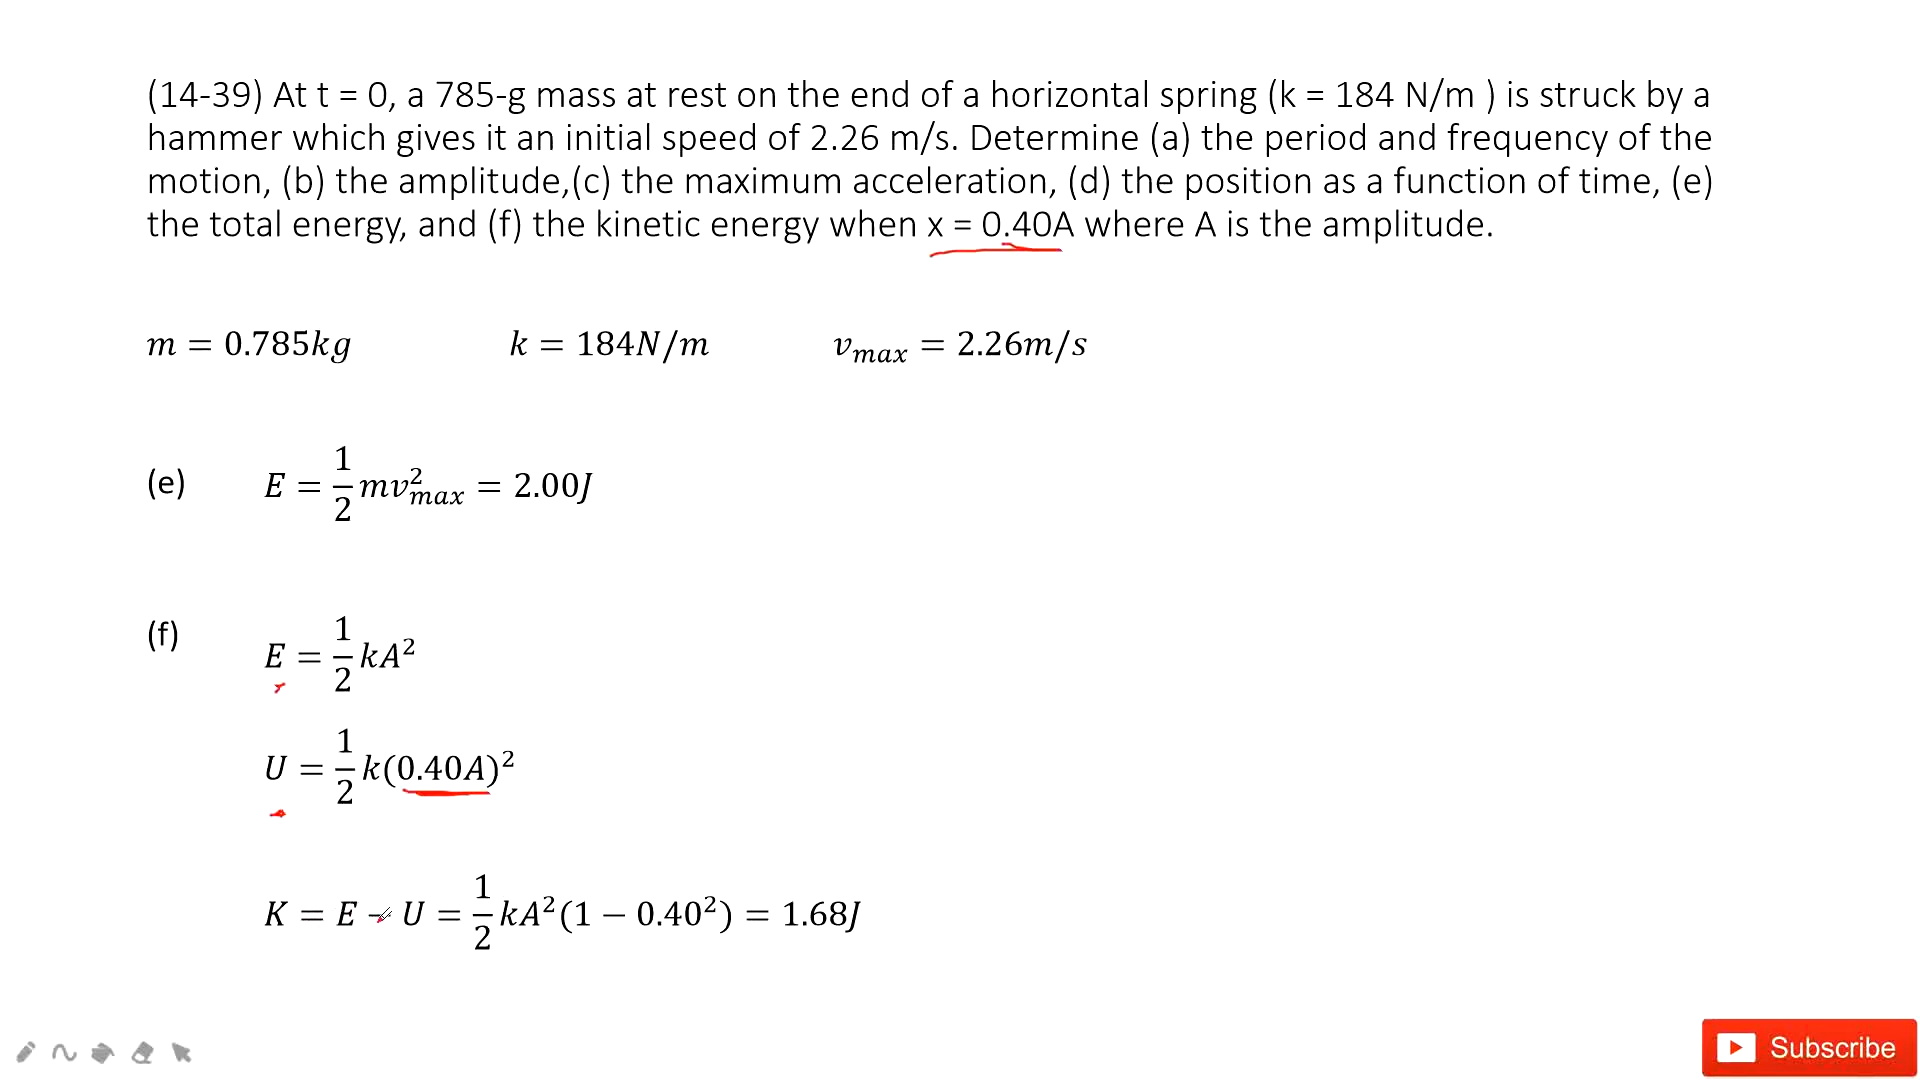 (14-39) At t = 0, a 785-g mass at rest on the end of a horizontal spring (k = 184 N/m ) is struck by a
hammer which gives it an initial speed of 2.26 m/s. Determine (a) the period and frequency of the
motion, (b) the amplitude,(c) the maximum acceleration, (d) the position as a function of time, (e)
the total energy, and (f) the kinetic energy when x = 0.40A where A is the amplitude.
m = 0.785kg k = 184N/m v_max = 2.26m/s
(e) E = 1/2 mv²_max = 2.00J
(f) E = 1/2 kA²
U = 1/2 k(0.40A)²
K = E − U = 1/2 kA²(1 − 0.40²) = 1.68J
Subscribe